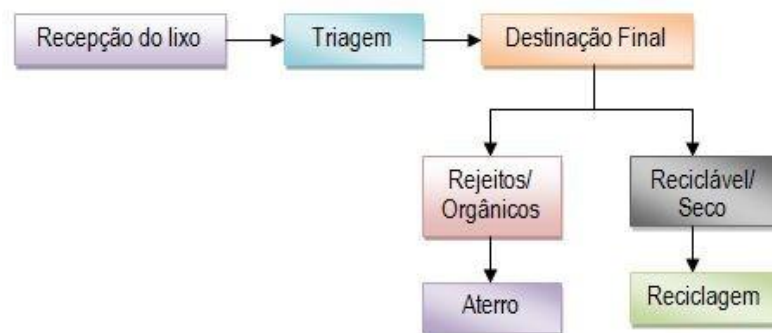 Recepção do lixo
Triagem
Destinação Final
Rejeitos/
Orgânicos
Reciclável/
Seco
Aterro
Reciclagem